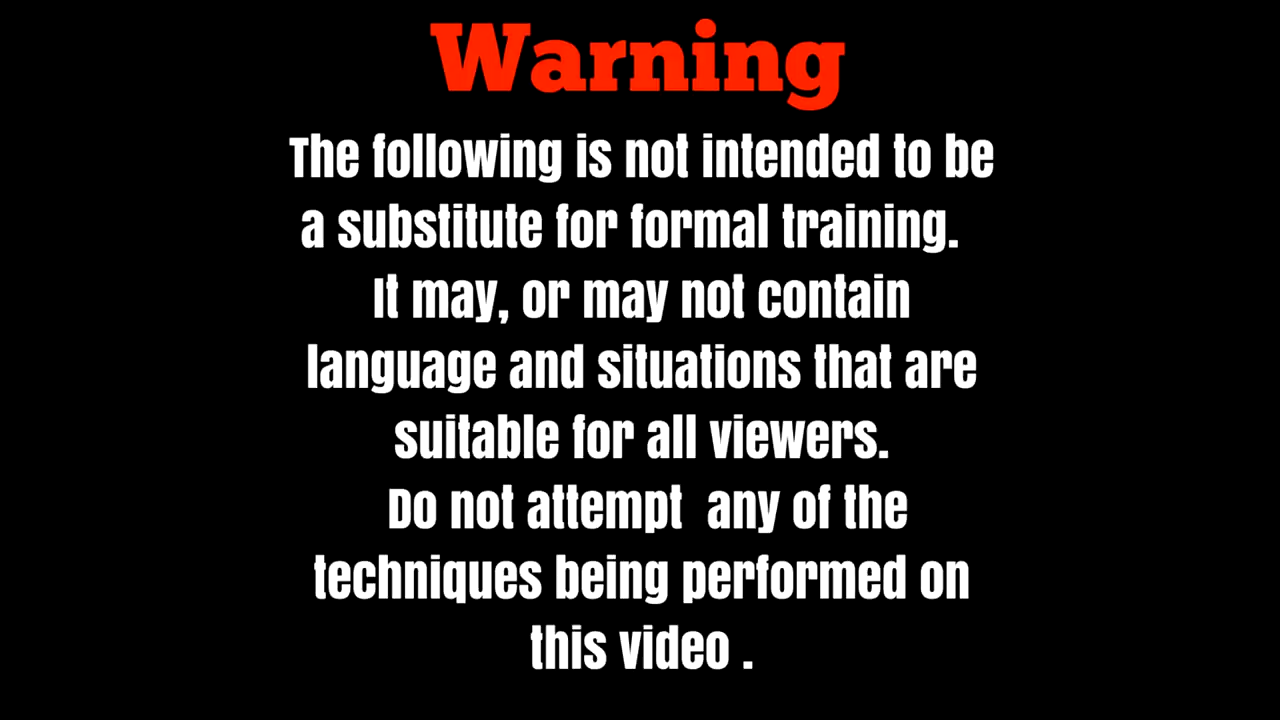 Warning
The following is not intended to be
a substitute for formal training.
It may, or may not contain
language and situations that are
suitable for all viewers.
Do not attempt  any of the
techniques being performed on
this video .